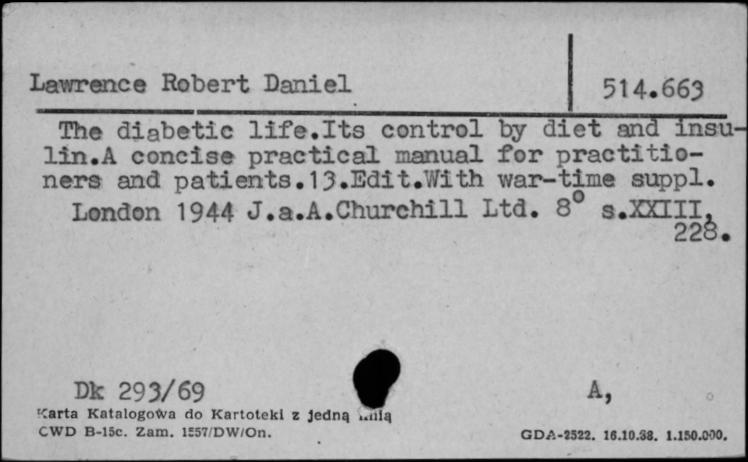 Lawrence Robert Daniel
514.663
The diabetic life.Its control by diet and insu-
lin.A concise practical manual for practitio-
ners and patients.13.Edit.With war-time suppl.
London 1944 J.a.A.Churchill Ltd. 8° s.XXIII,
228.
Dk 293/69
A,
Karta Katalogowa do Kartoteki z jedną
CWD B-15c. Zam. 1557/DW/On.
GDA-2522. 16.10.38. 1.150.000.